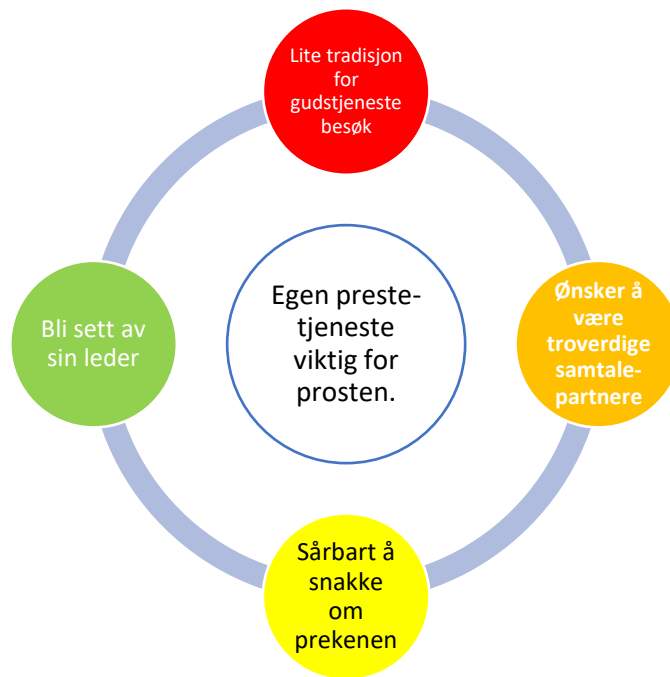 Lite tradisjon
for
gudstjeneste
besøk
Egen preste-
tjeneste
viktig for
prosten.
Ønsker å
være
troverdige
samtale-
partnere
Bli sett av
sin leder
Sårbart å
snakke
om
prekenen